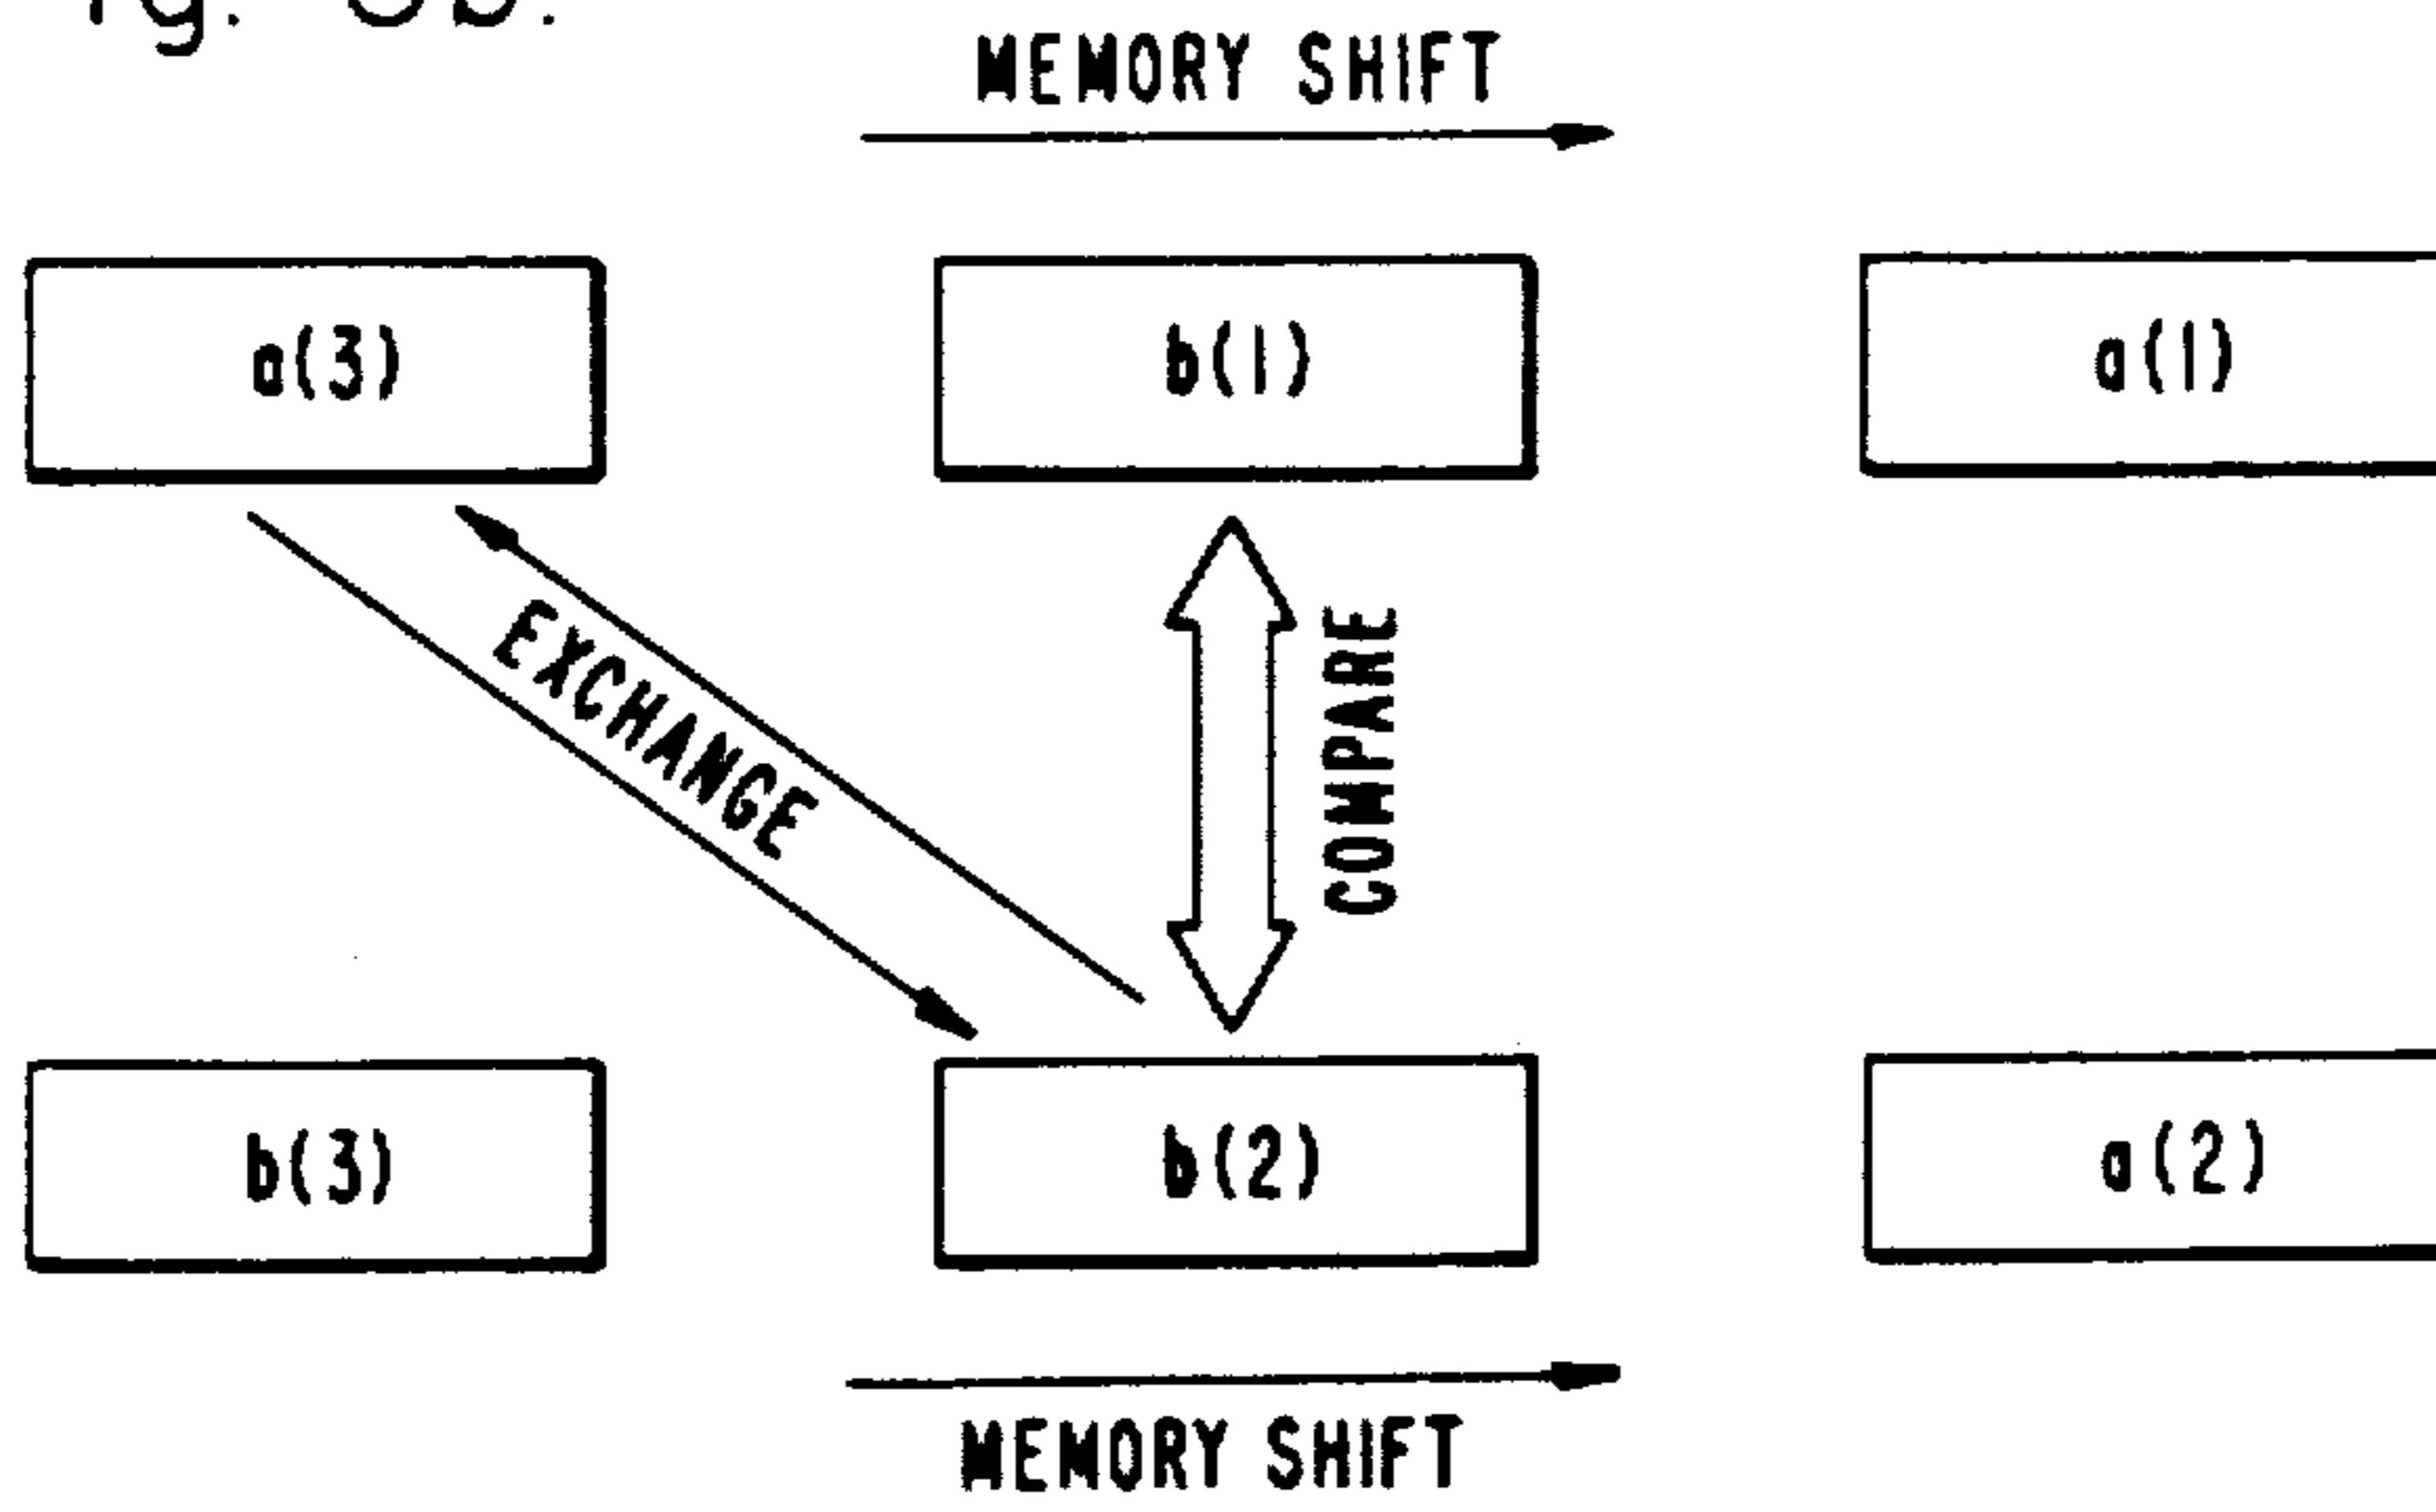 MEMORY SHIFT
a(3)
b(1)
a(1)
EXCHANGE
COMPARE
b(3)
b(2)
a(2)
MEMORY SHIFT